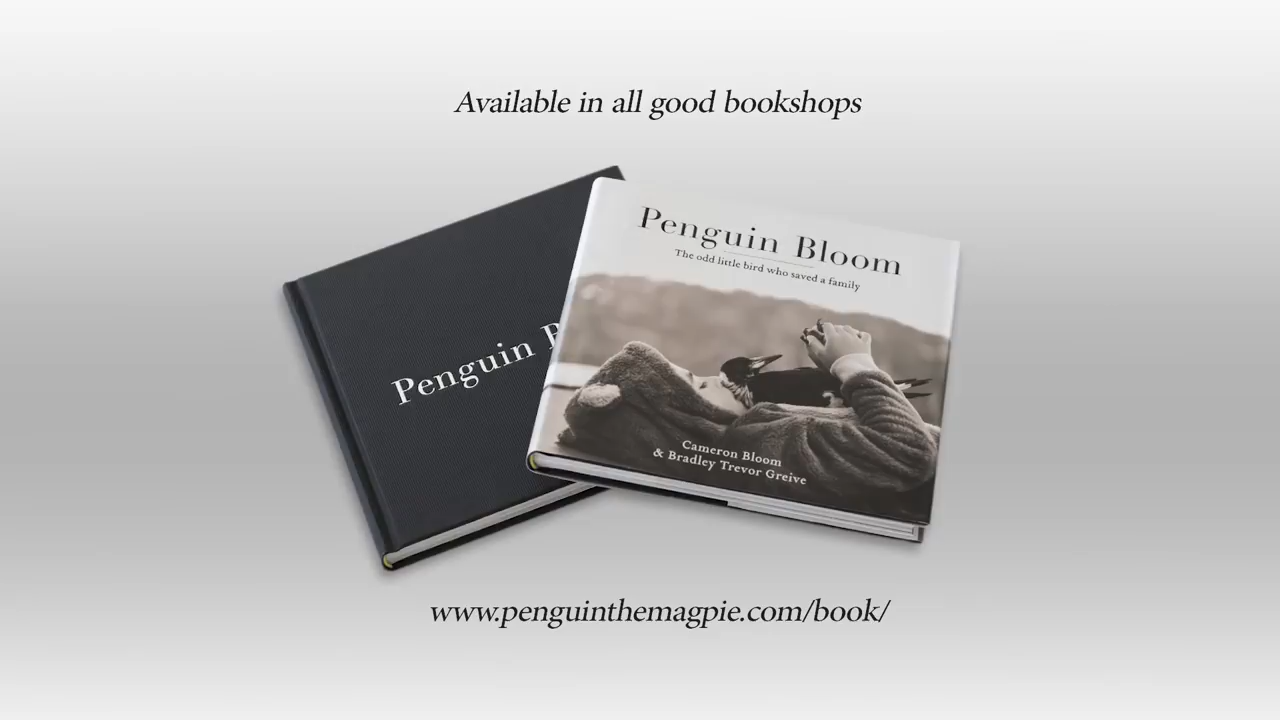 Available in all good bookshops
Penguin B
Penguin Bloom
The odd little bird who saved a family
Cameron Bloom
& Bradley Trevor Greive
www.penguinthemagpie.com/book/